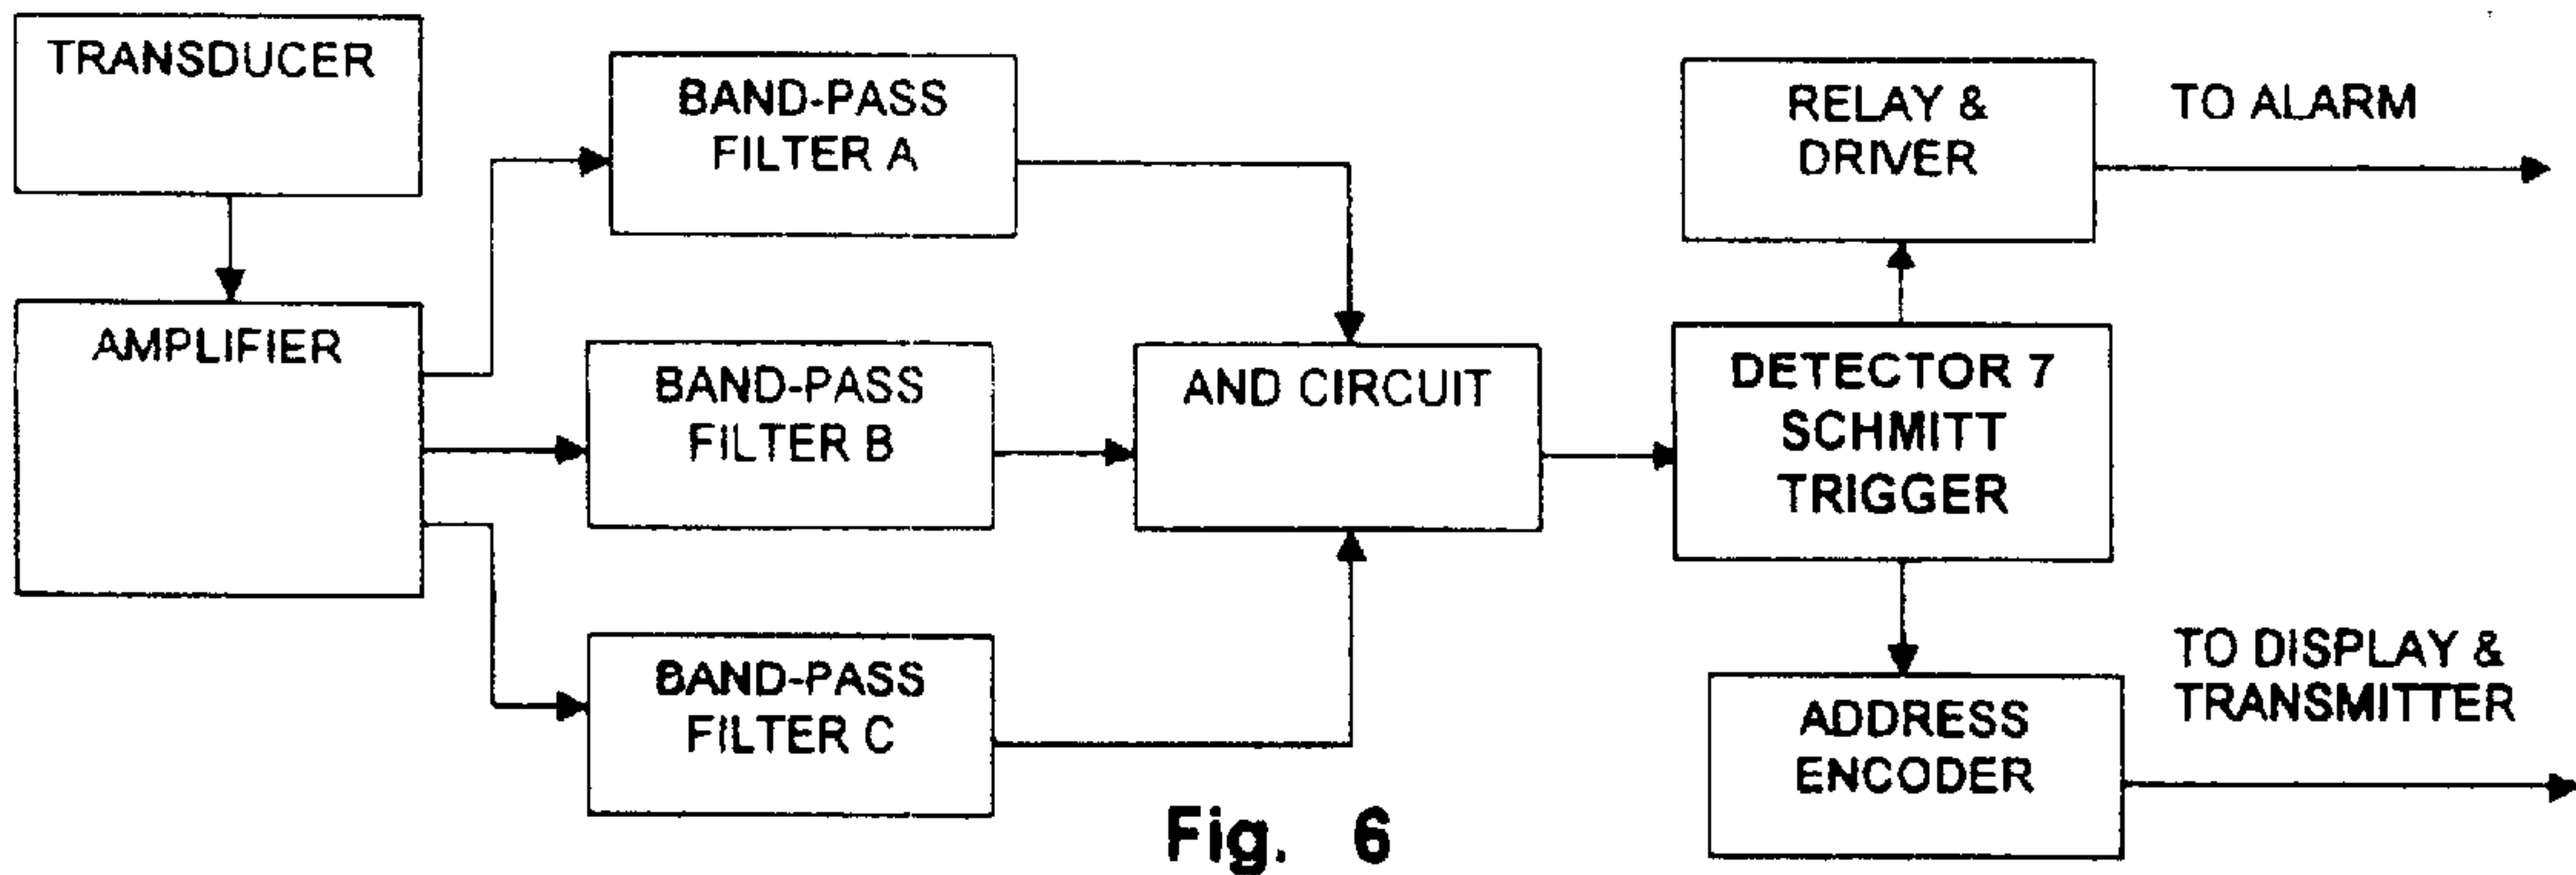 TRANSDUCER
AMPLIFIER
BAND-PASS
FILTER A
BAND-PASS
FILTER B
BAND-PASS
FILTER C
AND CIRCUIT
DETECTOR 7
SCHMITT
TRIGGER
RELAY &
DRIVER
TO ALARM
ADDRESS
ENCODER
TO DISPLAY &
TRANSMITTER
Fig. 6